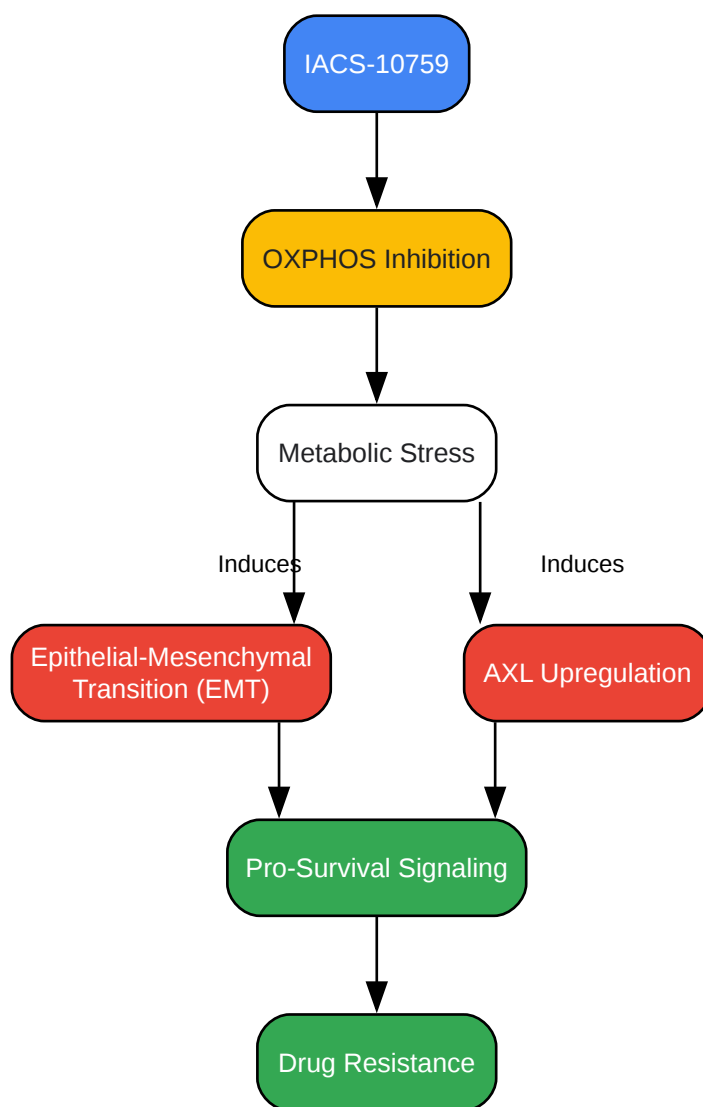 IACS-10759
OXPHOS Inhibition
Metabolic Stress
Induces
Induces
Epithelial-Mesenchymal
Transition (EMT)
AXL Upregulation
Pro-Survival Signaling
Drug Resistance